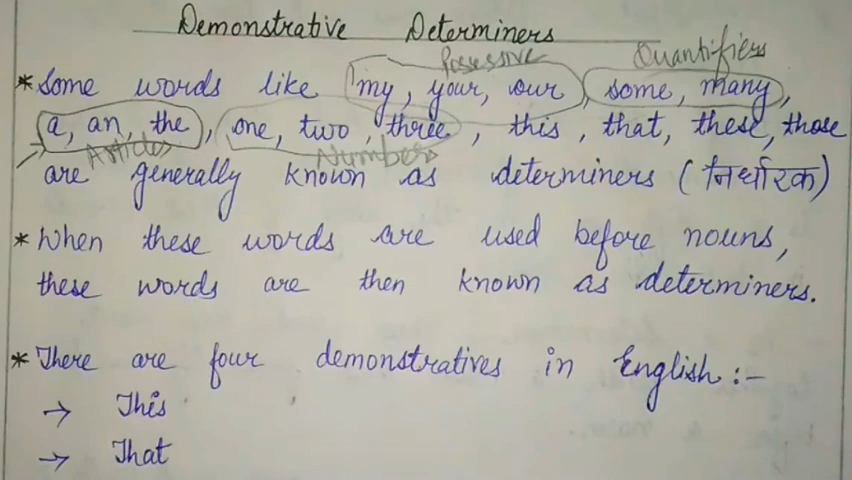 Demonstrative Determiners
Possessive Quantifiers
* Some words like my, your, our, some, many,
a, an, the, one, two, three, this, that, these, those
Articles Numbers
are generally known as determiners (निर्धारक)
* When these words are used before nouns,
these words are then known as determiners.
* There are four demonstratives in English :-
→ This
→ That